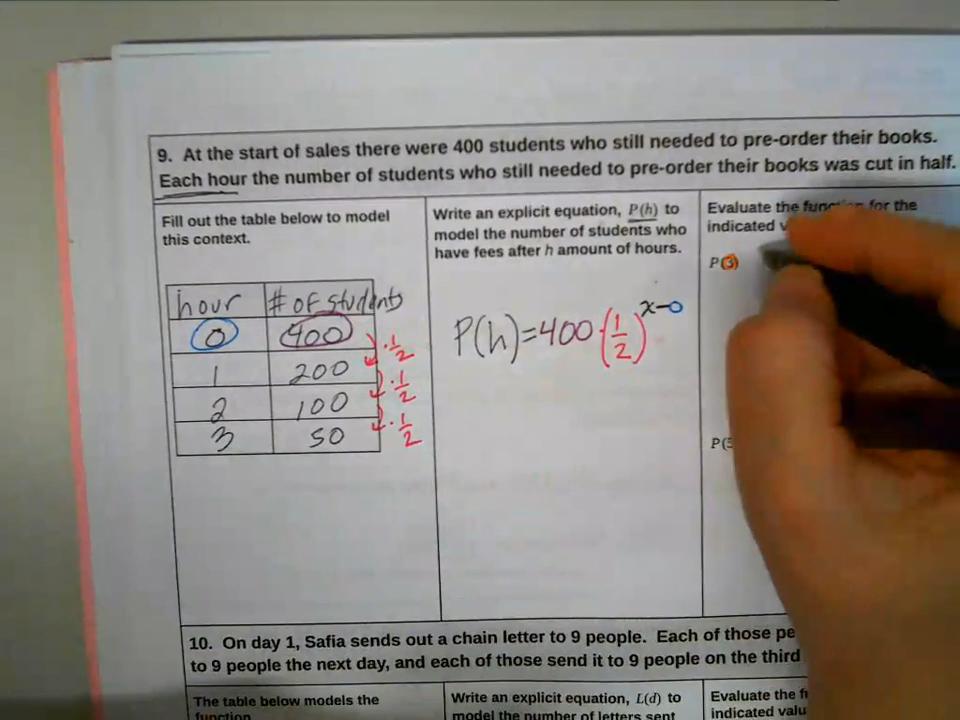 9. At the start of sales there were 400 students who still needed to pre-order their books.
Each hour the number of students who still needed to pre-order their books was cut in half.
Fill out the table below to model
this context.
hour # of students
0 400
1 200
2 100
3 50
·1/2
·1/2
·1/2
Write an explicit equation, P(h) to
model the number of students who
have fees after h amount of hours.
P(h)=400·(1/2)^x-0
Evaluate the for the
indicated
P(3)
10. On day 1, Safia sends out a chain letter to 9 people. Each of those
to 9 people the next day, and each of those send it to 9 people on the third
The table below models the
function
Write an explicit equation, L(d) to
model the number of letters sent
Evaluate the
indicated